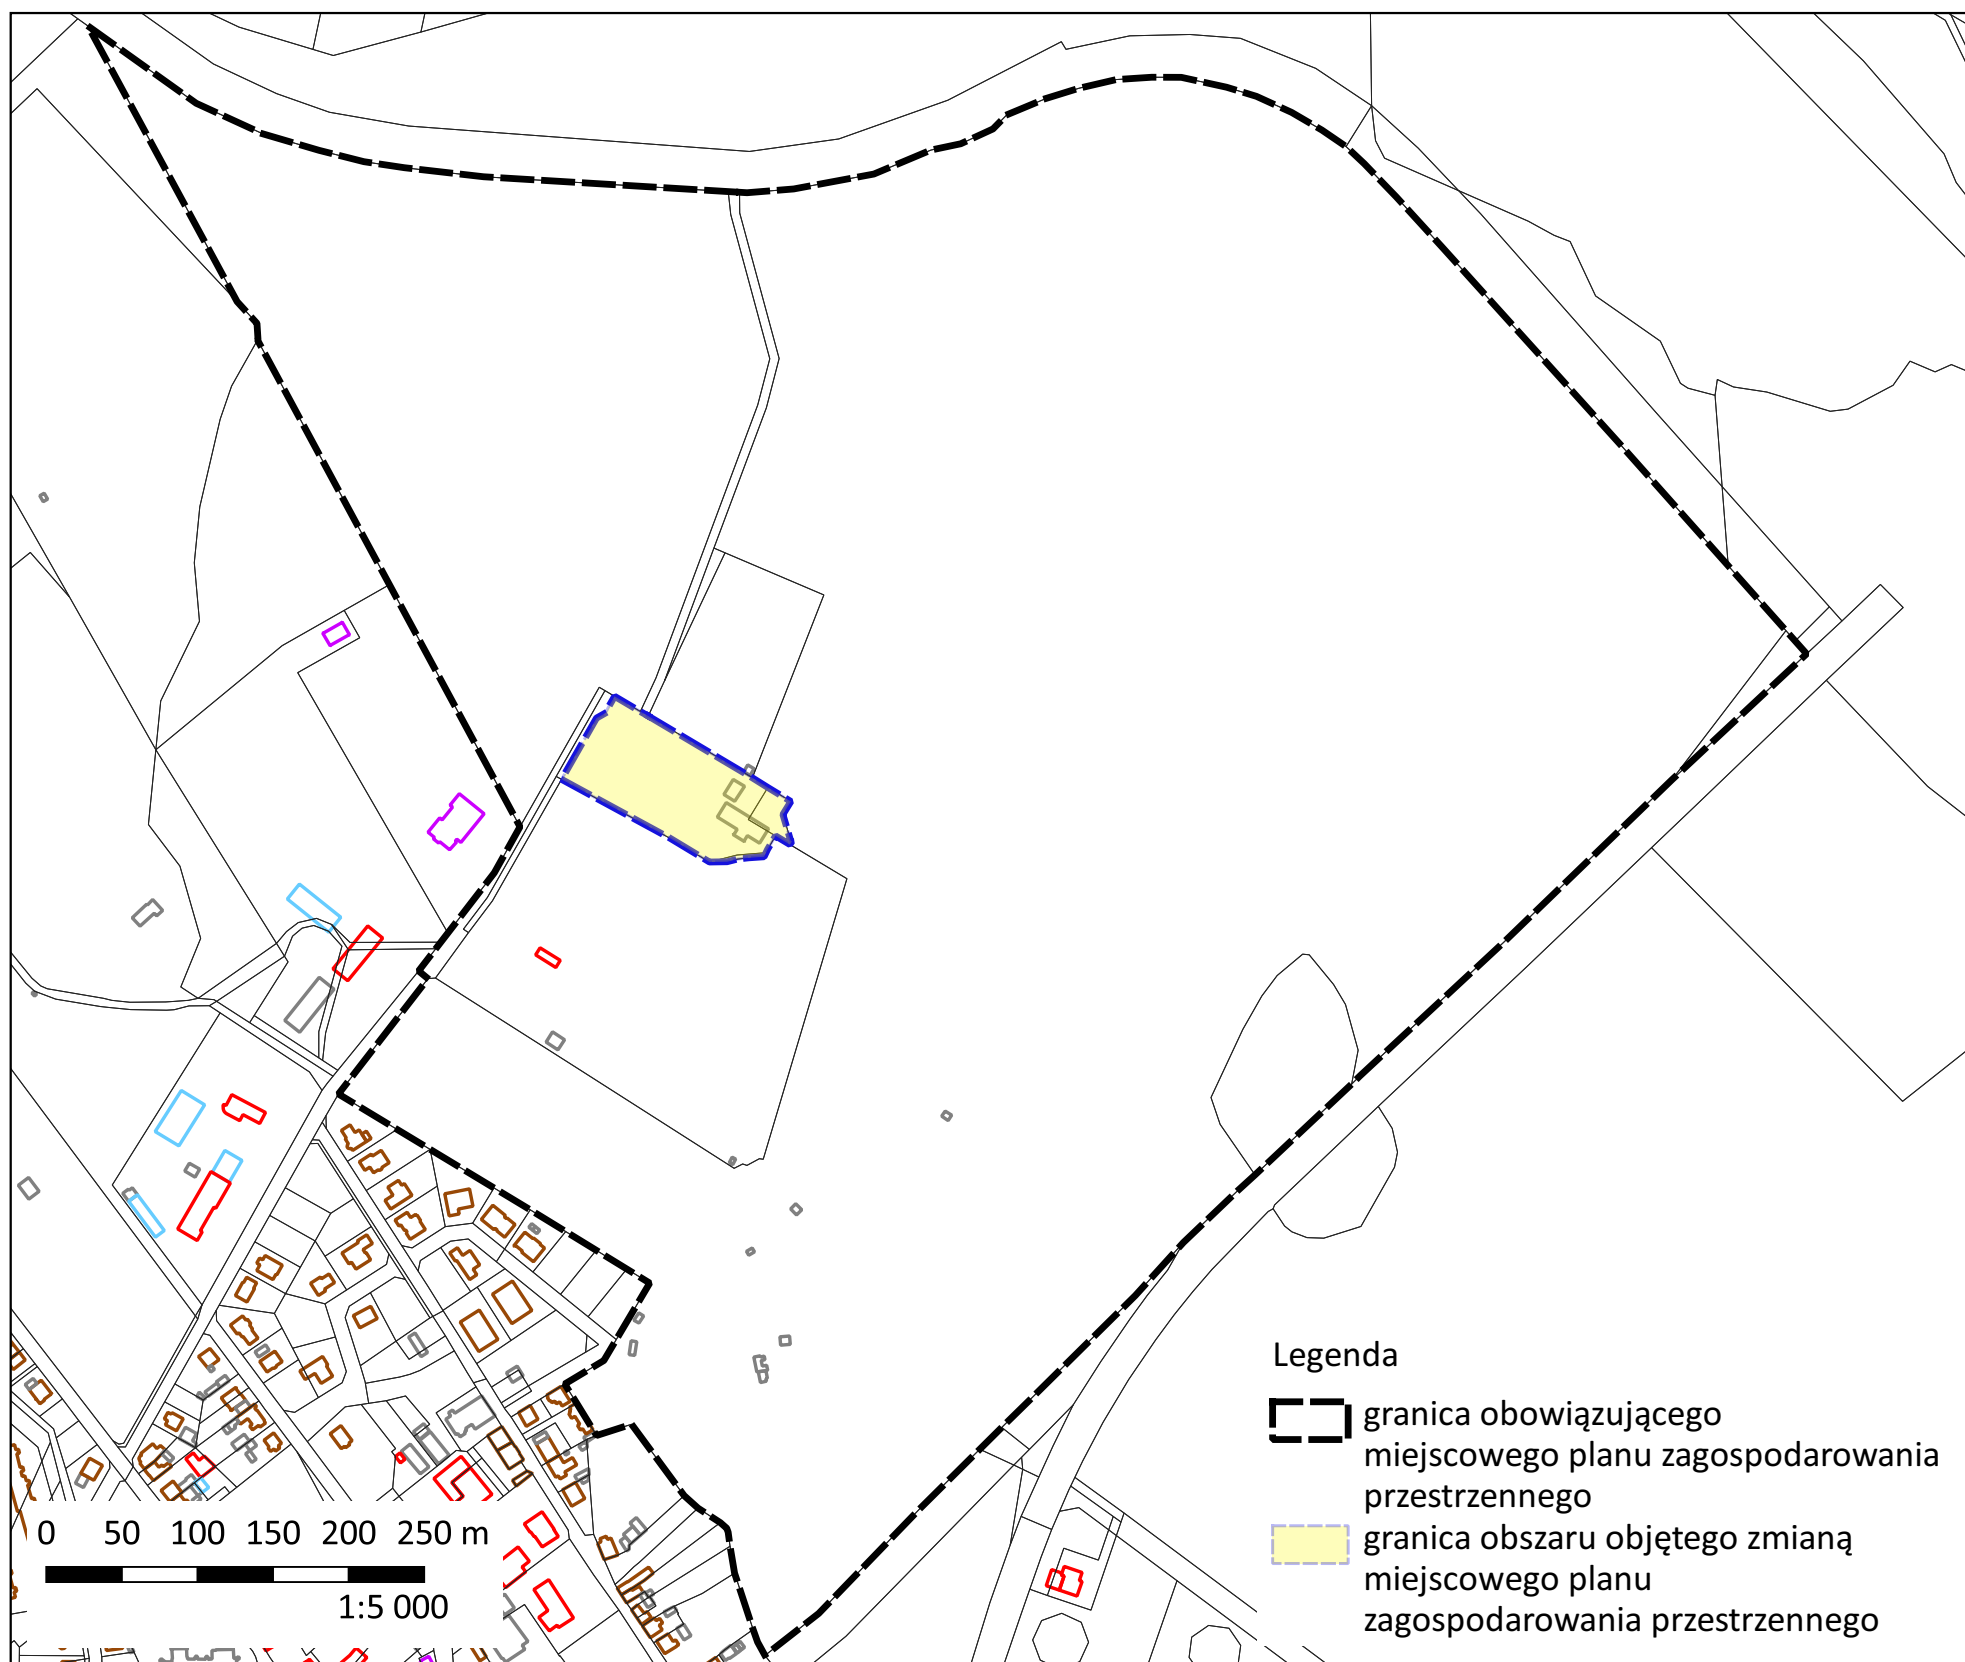 Legenda
granica obowiązującego
miejscowego planu zagospodarowania
przestrzennego
granica obszaru objętego zmianą
miejscowego planu
zagospodarowania przestrzennego
0 50 100 150 200 250 m
1:5 000